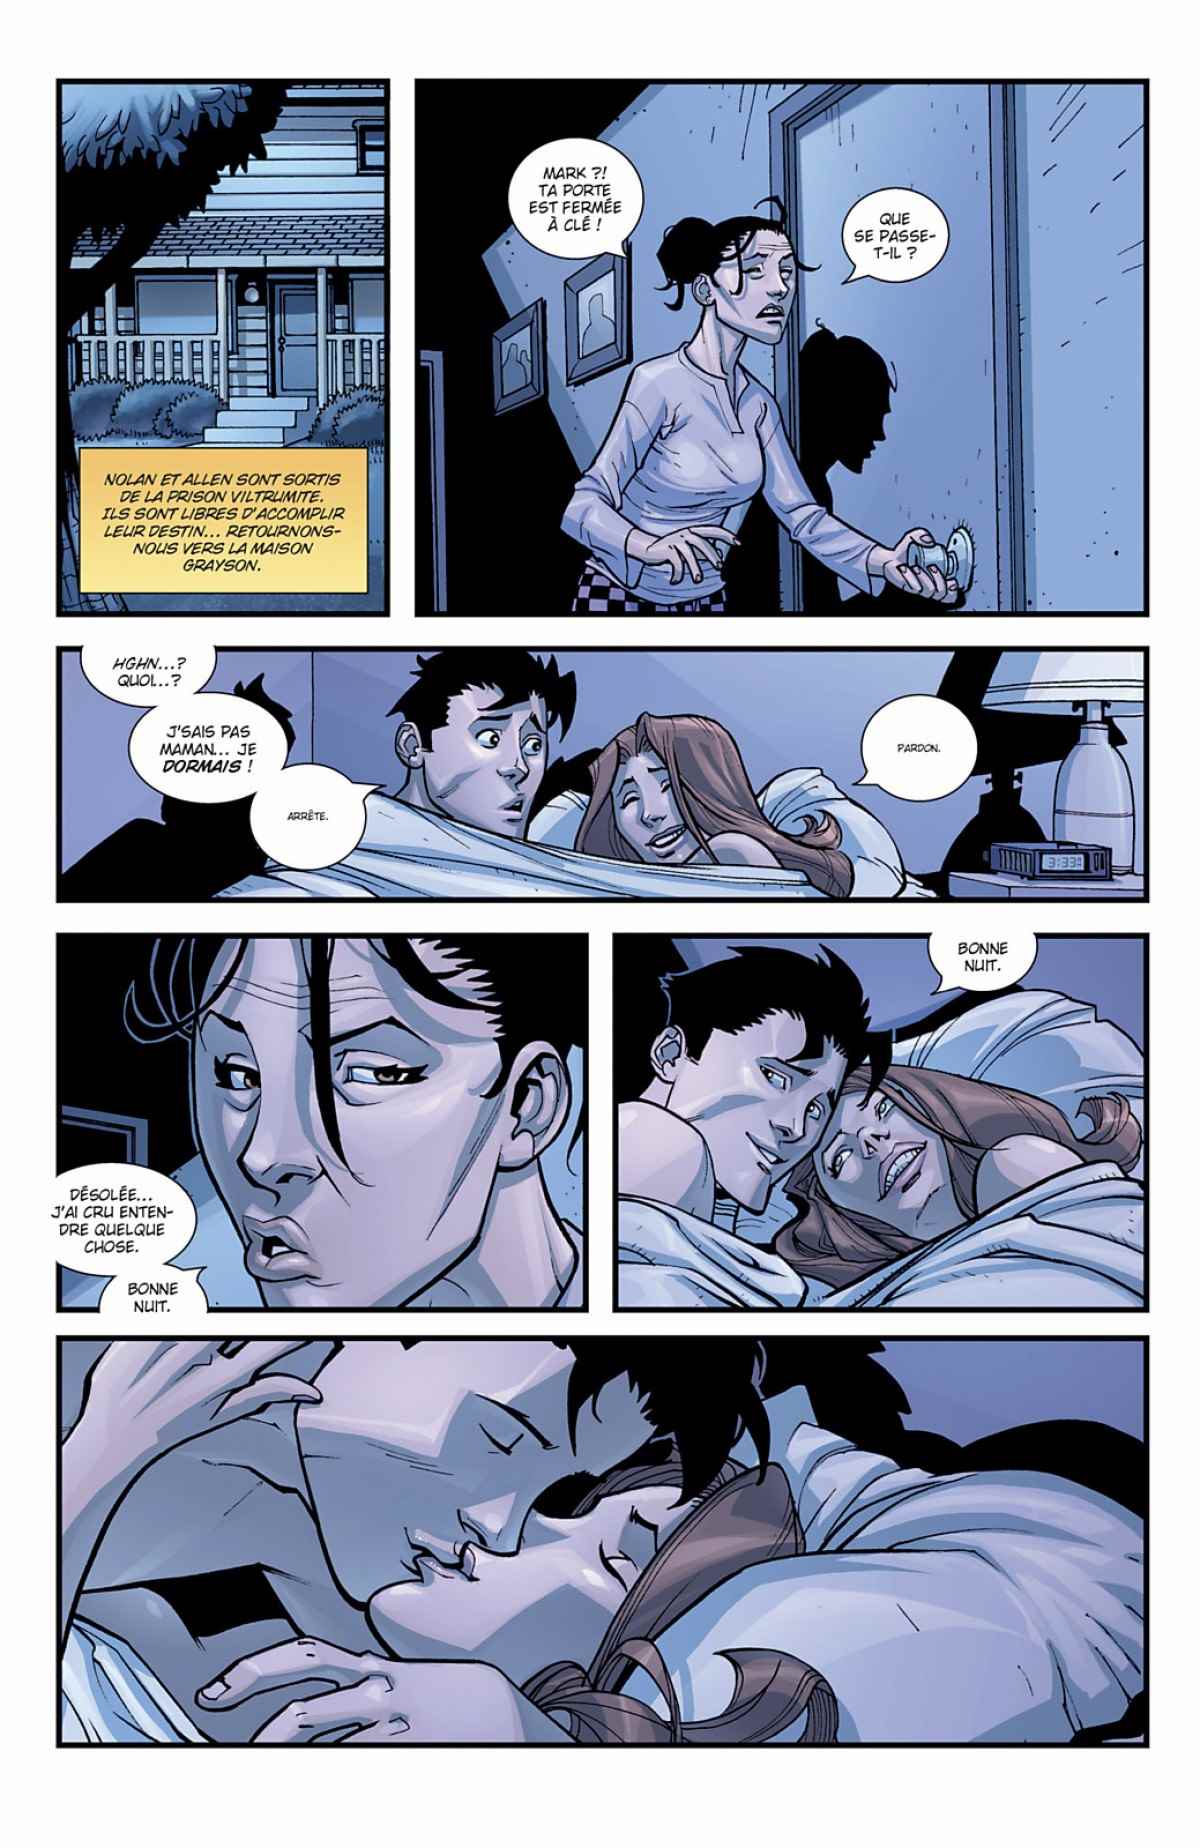 NOLAN ET ALLEN SONT SORTIS
DE LA PRISON VILTRUMITE.
ILS SONT LIBRES D'ACCOMPLIR
LEUR DESTIN... RETOURNONS-
NOUS VERS LA MAISON
GRAYSON.
MARK ?!
TA PORTE
EST FERMÉE
À CLÉ !
QUE
SE PASSE-
T-IL ?
HGHN...?
QUOI...?
J'SAIS PAS
MAMAN... JE
DORMAIS !
ARRÊTE.
PARDON.
3:33
DÉSOLÉE...
J'AI CRU ENTEN-
DRE QUELQUE
CHOSE.
BONNE
NUIT.
BONNE
NUIT.